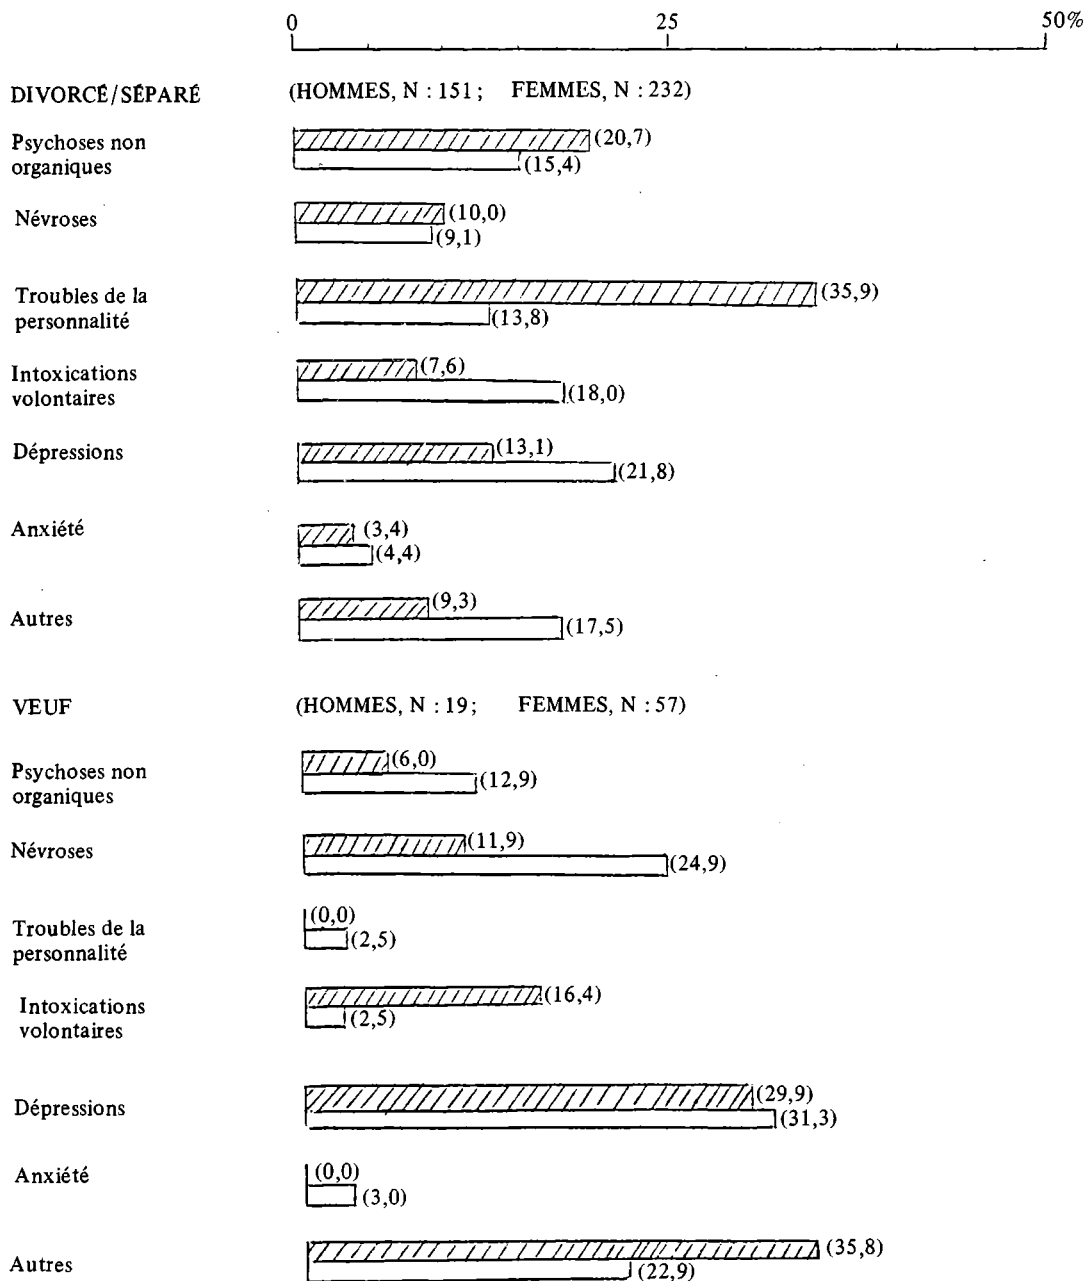 0 25 50%
DIVORCÉ/SÉPARÉ (HOMMES, N : 151; FEMMES, N : 232)
Psychoses non
organiques
(20,7)
(15,4)
Névroses
(10,0)
(9,1)
Troubles de la
personnalité
(35,9)
(13,8)
Intoxications
volontaires
(7,6)
(18,0)
Dépressions
(13,1)
(21,8)
Anxiété
(3,4)
(4,4)
Autres
(9,3)
(17,5)
VEUF (HOMMES, N : 19; FEMMES, N : 57)
Psychoses non
organiques
(6,0)
(12,9)
Névroses
(11,9)
(24,9)
Troubles de la
personnalité
(0,0)
(2,5)
Intoxications
volontaires
(16,4)
(2,5)
Dépressions
(29,9)
(31,3)
Anxiété
(0,0)
(3,0)
Autres
(35,8)
(22,9)